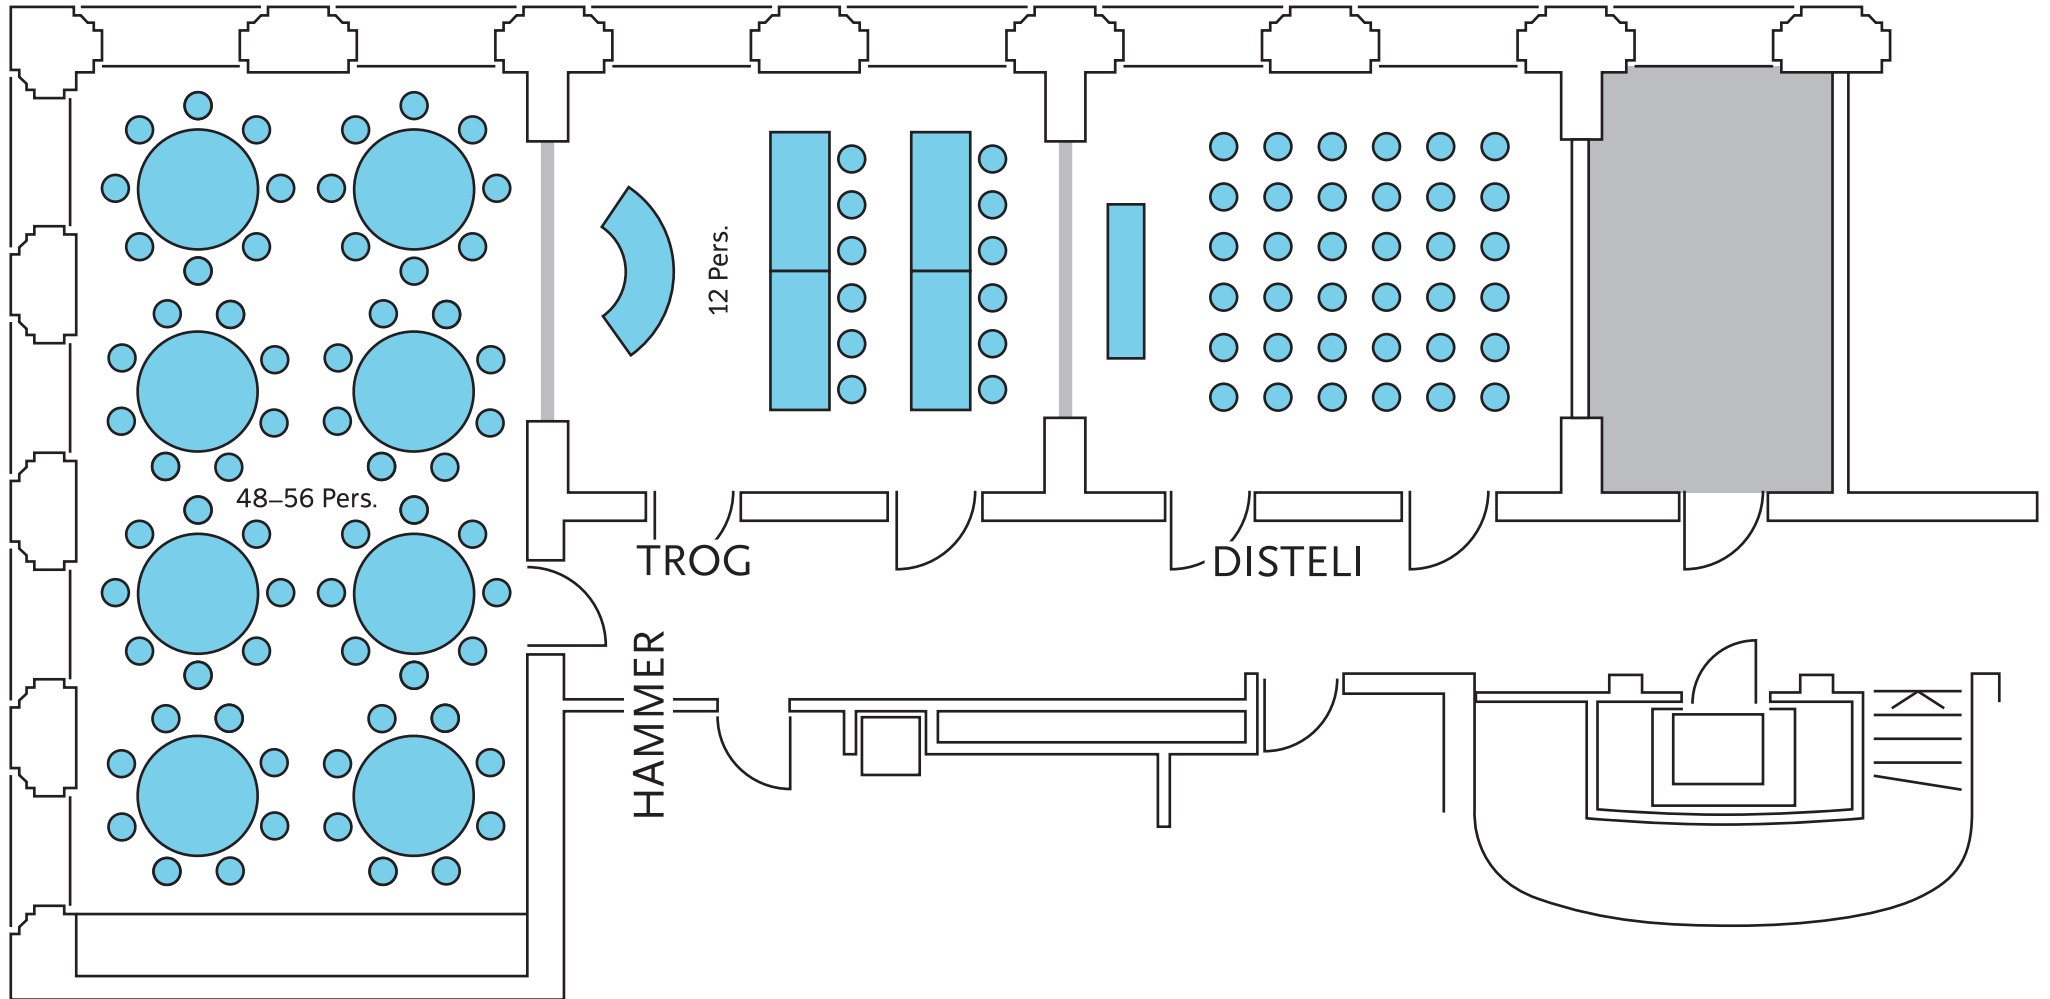 12 Pers.
48–56 Pers.
TROG
DISTELI
HAMMER